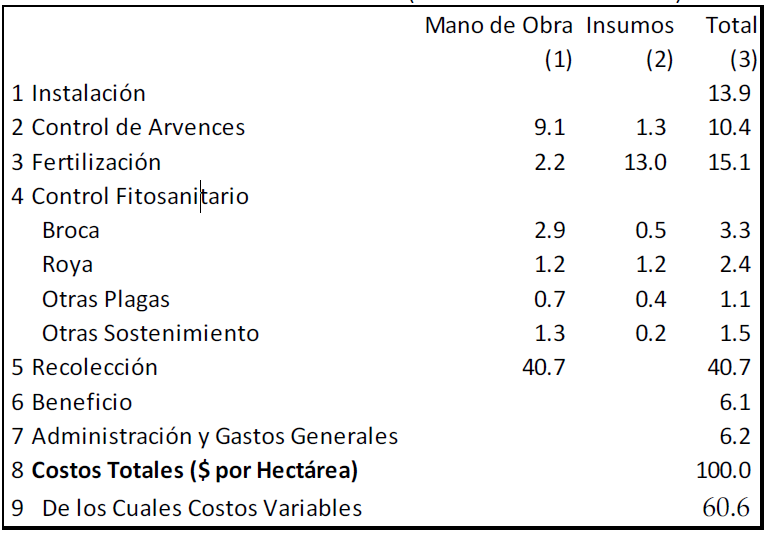 Mano de Obra Insumos Total
(1) (2) (3)
1 Instalación 13.9
2 Control de Arvences 9.1 1.3 10.4
3 Fertilización 2.2 13.0 15.1
4 Control Fitosanitario
Broca 2.9 0.5 3.3
Roya 1.2 1.2 2.4
Otras Plagas 0.7 0.4 1.1
Otras Sostenimiento 1.3 0.2 1.5
5 Recolección 40.7 40.7
6 Beneficio 6.1
7 Administración y Gastos Generales 6.2
8 Costos Totales ($ por Hectárea) 100.0
9 De los Cuales Costos Variables 60.6